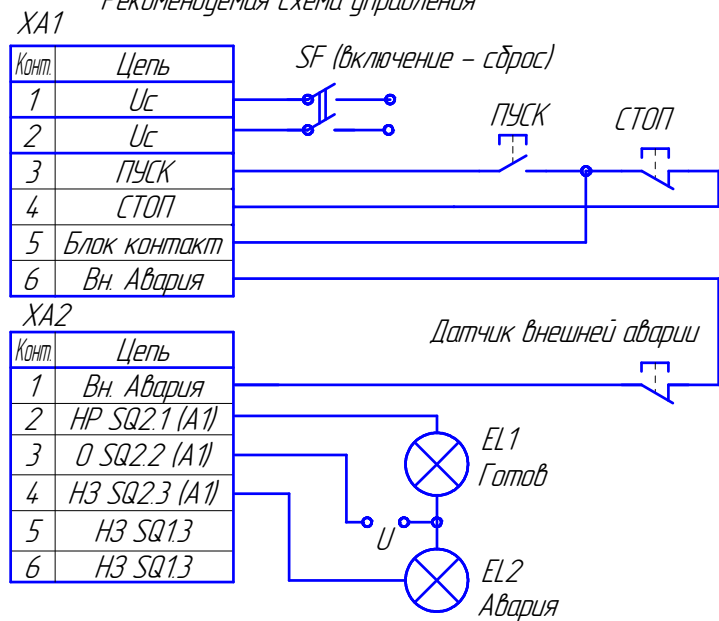 Рекомендуемая схема управления
XA1
SF (включение – сброс)
Конт. Цепь
1 Uc
2 Uc
3 ПУСК
4 СТОП
5 Блок контакт
6 Вн. Авария
ПУСК
СТОП
XA2
Датчик внешней аварии
Конт. Цепь
1 Вн. Авария
2 НР SQ2.1 (A1)
3 О SQ2.2 (A1)
4 НЗ SQ2.3 (A1)
5 НЗ SQ1.3
6 НЗ SQ1.3
EL1
Готов
U
EL2
Авария